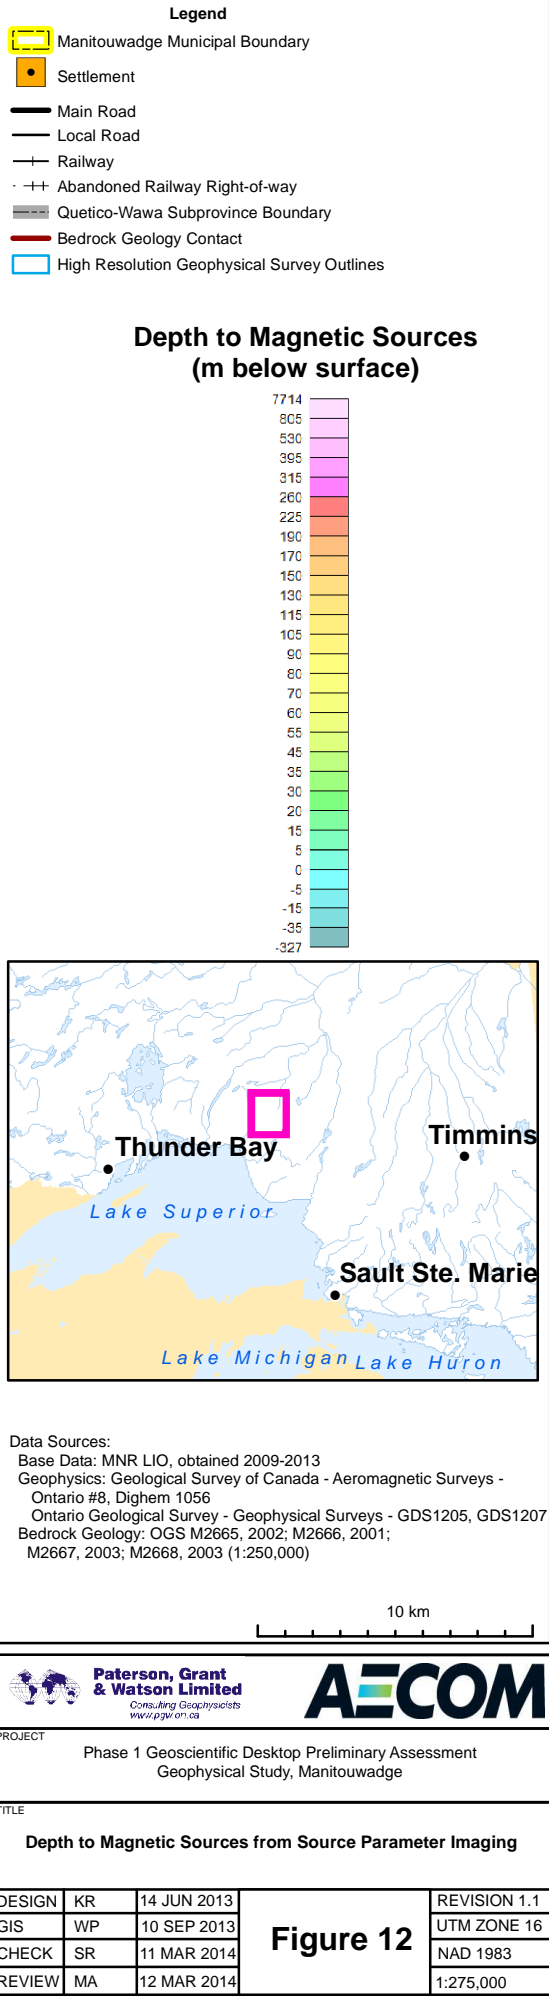 Legend
Manitouwadge Municipal Boundary
Settlement
Main Road
Local Road
Railway
Abandoned Railway Right-of-way
Quetico-Wawa Subprovince Boundary
Bedrock Geology Contact
High Resolution Geophysical Survey Outlines
Depth to Magnetic Sources
(m below surface)
7714
805
530
395
315
260
225
190
170
150
130
115
105
90
80
70
60
55
45
35
30
20
15
5
0
-5
-15
-35
-327
Thunder Bay
Timmins
Lake Superior
Sault Ste. Marie
Lake Michigan
Lake Huron
Data Sources:
Base Data: MNR LIO, obtained 2009-2013
Geophysics: Geological Survey of Canada - Aeromagnetic Surveys -
Ontario #8, Dighem 1056
Ontario Geological Survey - Geophysical Surveys - GDS1205, GDS1207
Bedrock Geology: OGS M2665, 2002; M2666, 2001;
M2667, 2003; M2668, 2003 (1:250,000)
10 km
Paterson, Grant
& Watson Limited
Consulting Geophysicists
www.pgw.on.ca
AECOM
PROJECT
Phase 1 Geoscientific Desktop Preliminary Assessment
Geophysical Study, Manitouwadge
TITLE
Depth to Magnetic Sources from Source Parameter Imaging
DESIGN KR 14 JUN 2013
GIS WP 10 SEP 2013
CHECK SR 11 MAR 2014
REVIEW MA 12 MAR 2014
Figure 12
REVISION 1.1
UTM ZONE 16
NAD 1983
1:275,000